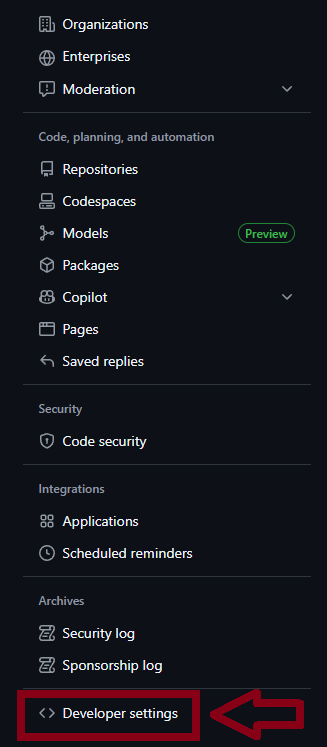 Organizations
Enterprises
Moderation
Code, planning, and automation
Repositories
Codespaces
Models Preview
Packages
Copilot
Pages
Saved replies
Security
Code security
Integrations
Applications
Scheduled reminders
Archives
Security log
Sponsorship log
Developer settings